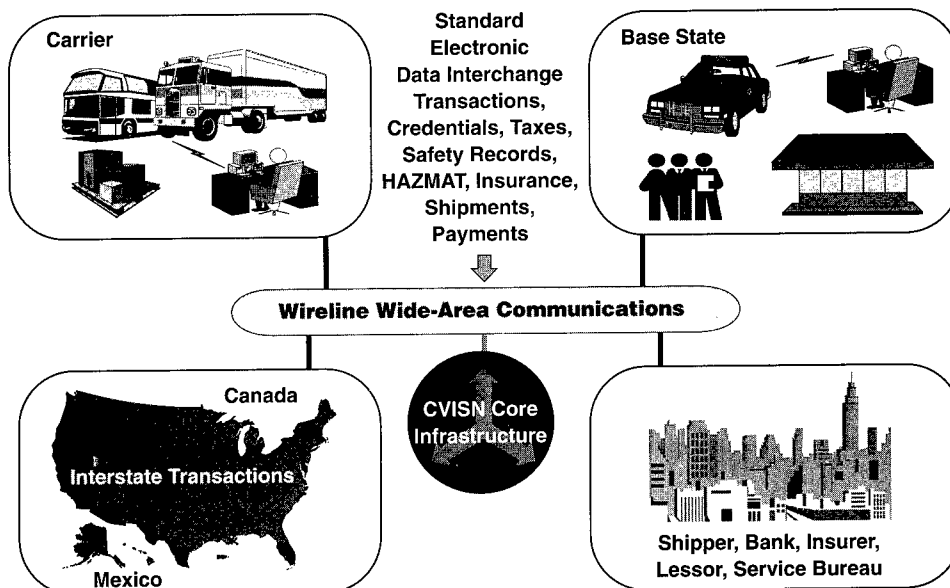 Carrier
Standard
Electronic
Data Interchange
Transactions,
Credentials, Taxes,
Safety Records,
HAZMAT, Insurance,
Shipments,
Payments
Base State
Wireline Wide-Area Communications
Canada
Interstate Transactions
Mexico
CVISN Core
Infrastructure
Shipper, Bank, Insurer,
Lessor, Service Bureau